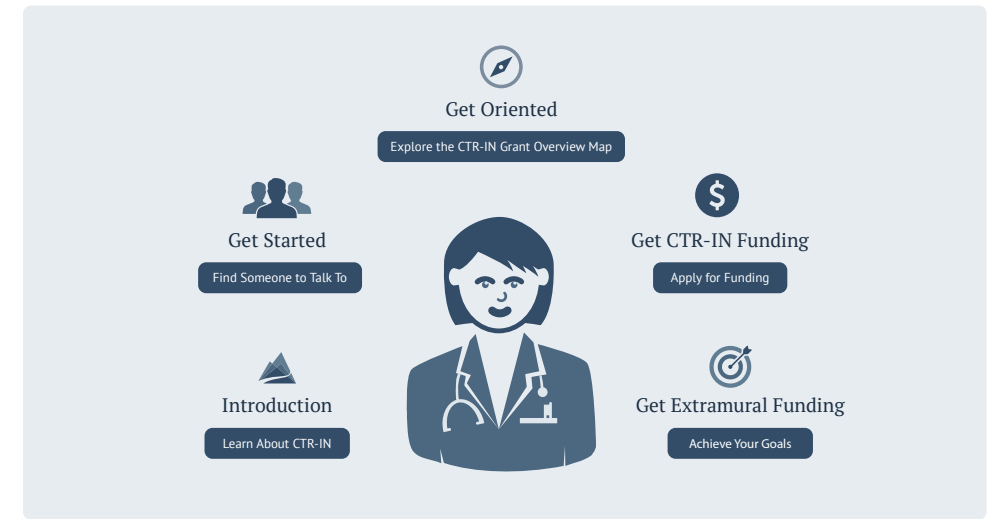 Get Oriented
Explore the CTR-IN Grant Overview Map
Get Started
Find Someone to Talk To
$
Get CTR-IN Funding
Apply for Funding
Introduction
Learn About CTR-IN
Get Extramural Funding
Achieve Your Goals